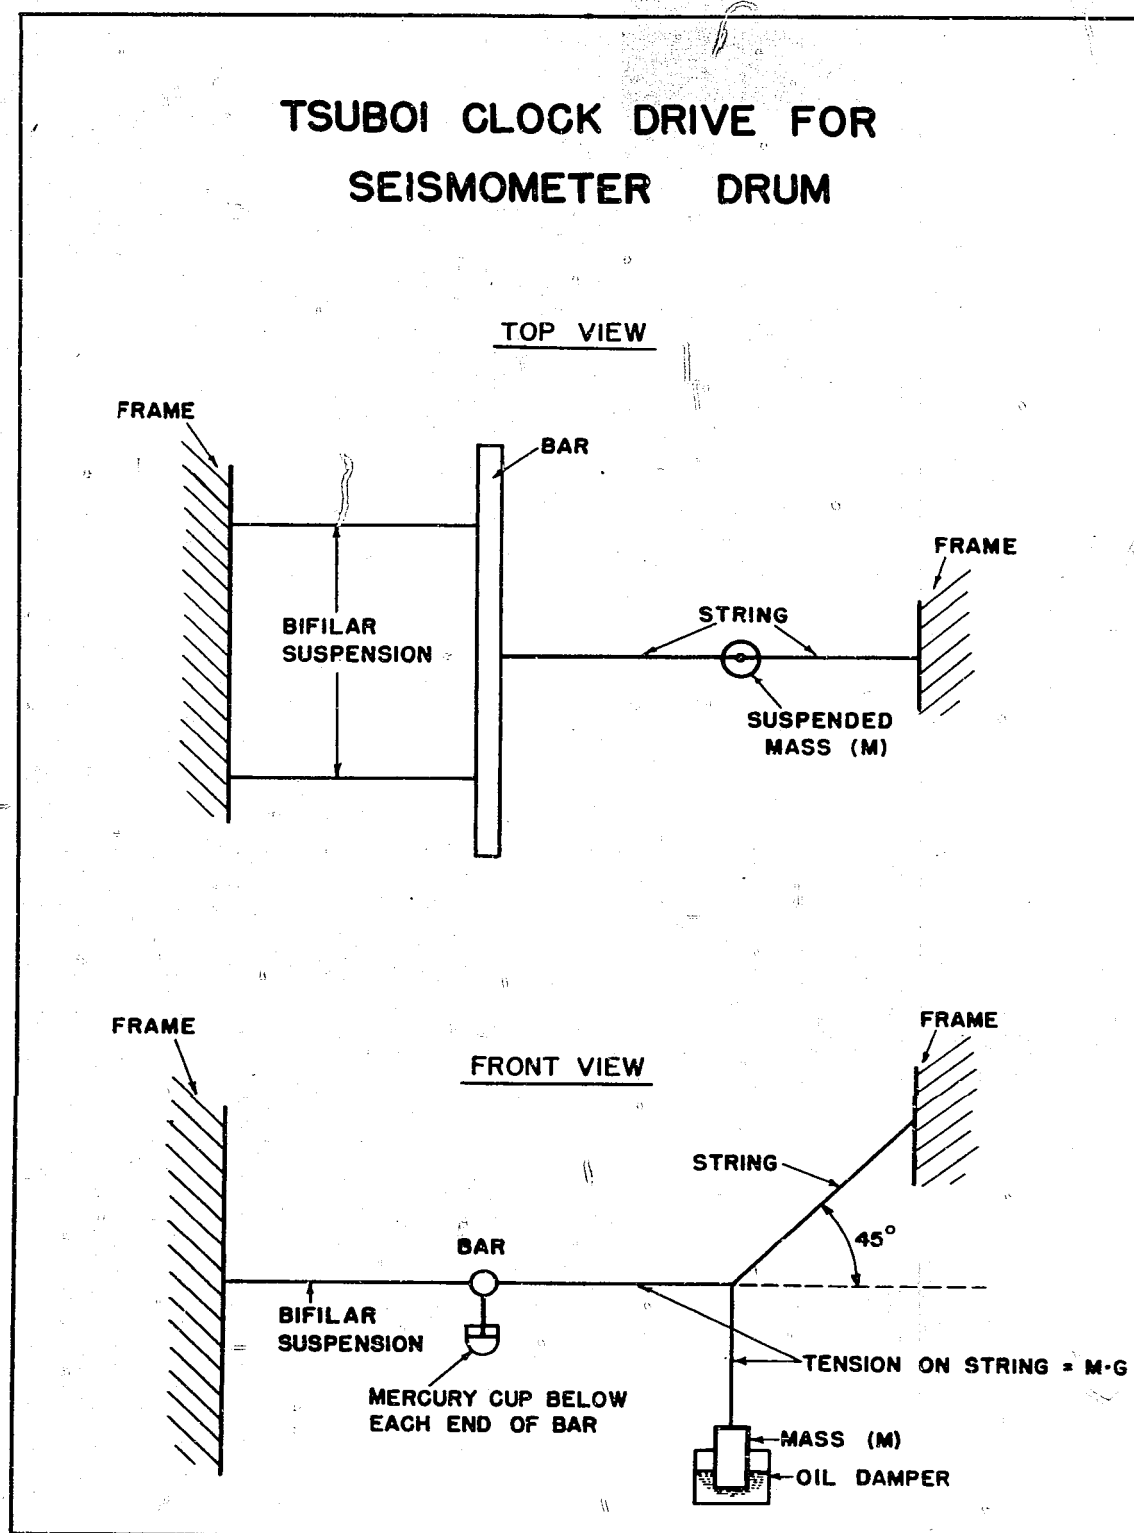 TSUBOI CLOCK DRIVE FOR
SEISMOMETER DRUM
TOP VIEW
FRAME
BAR
FRAME
BIFILAR
SUSPENSION
STRING
SUSPENDED
MASS (M)
FRAME
FRAME
FRONT VIEW
STRING
45°
BAR
BIFILAR
SUSPENSION
TENSION ON STRING = M·G
MERCURY CUP BELOW
EACH END OF BAR
MASS (M)
OIL DAMPER